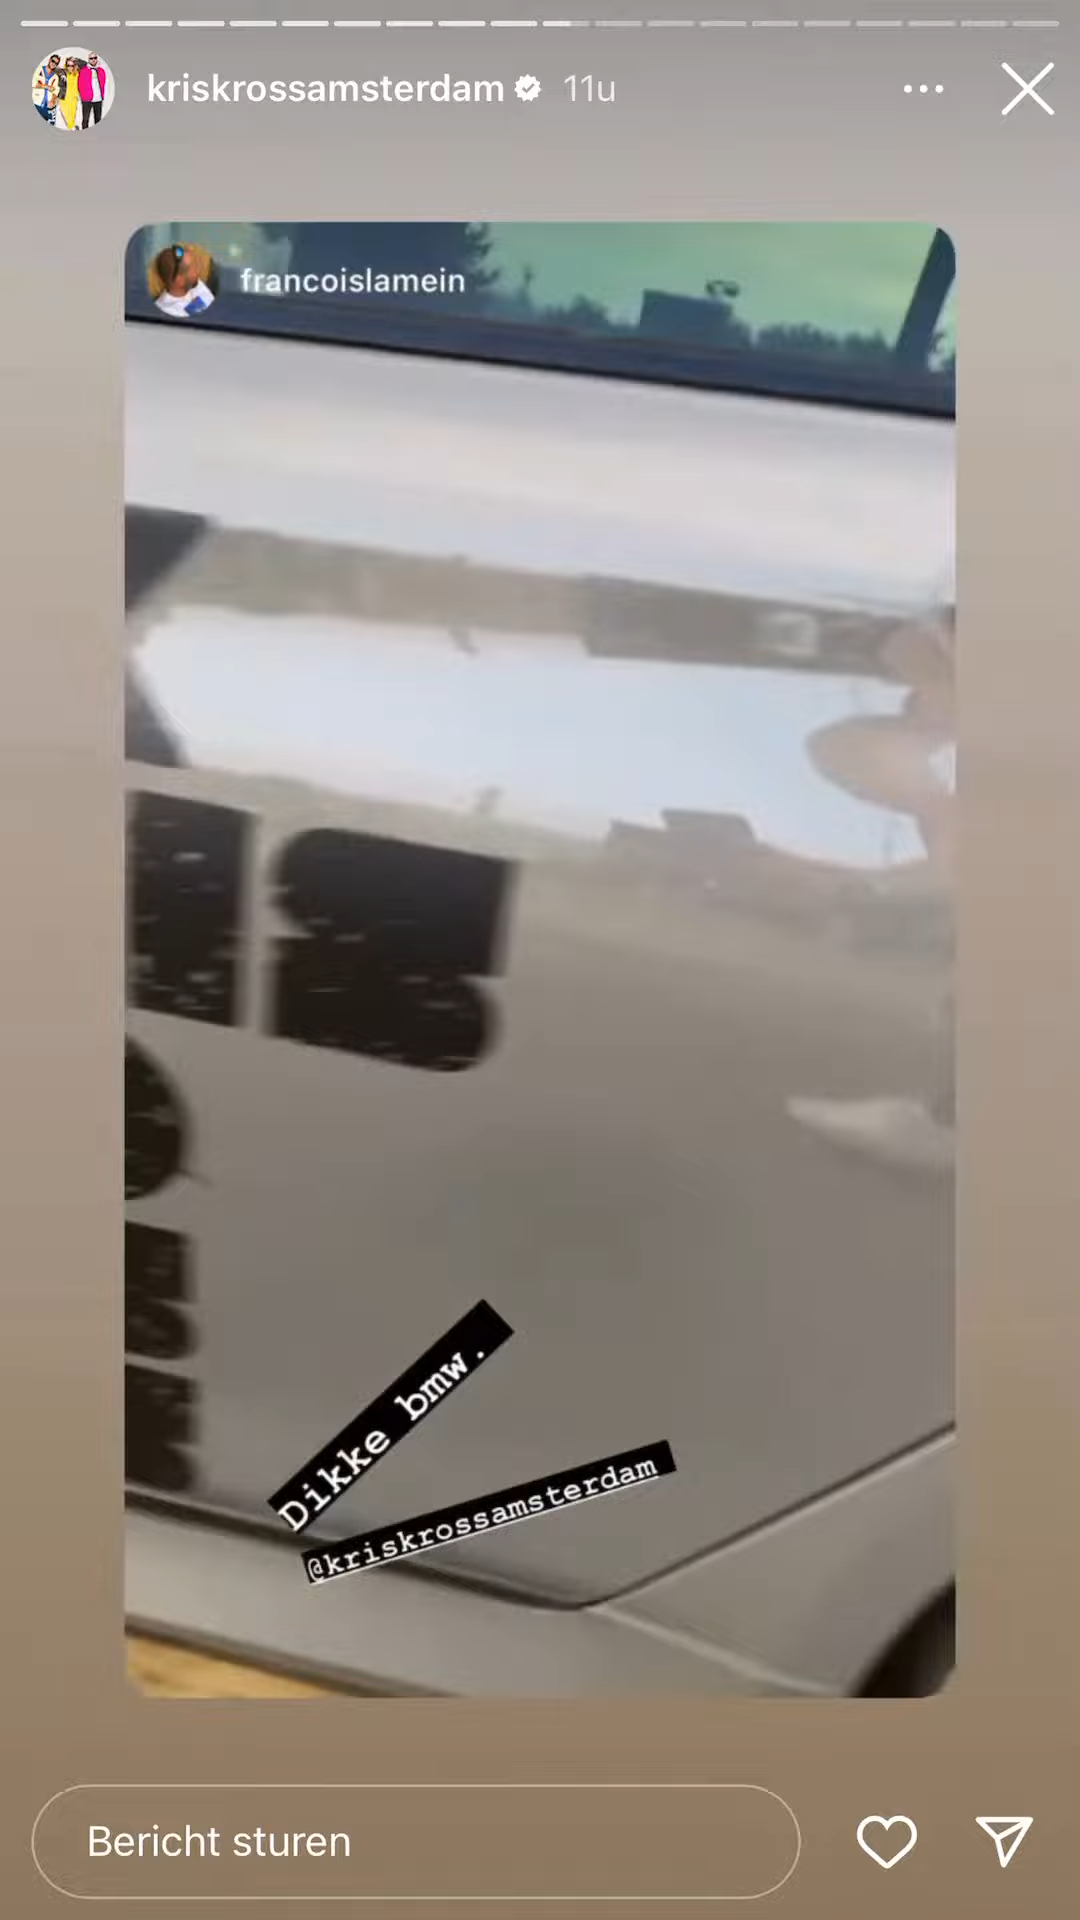 kriskrossamsterdam 11u
francoislamein
Dikke bmw.
@kriskrossamsterdam
Bericht sturen